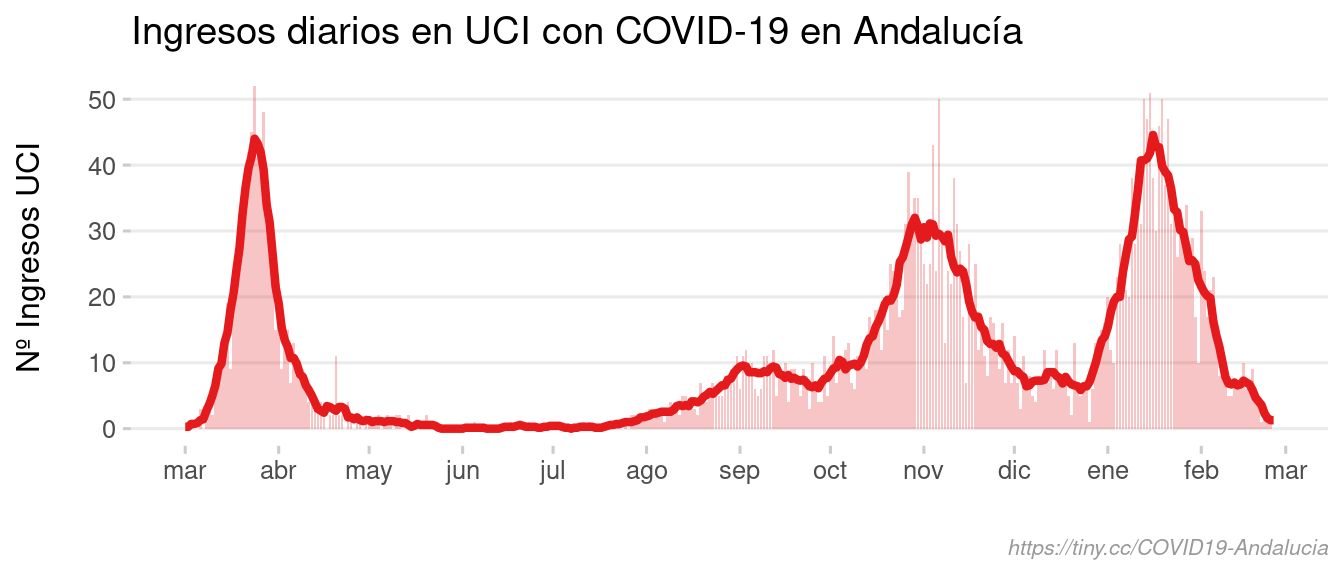 Ingresos diarios en UCI con COVID-19 en Andalucía
Nº Ingresos UCI
50
40
30
20
10
0
mar abr may jun jul ago sep oct nov dic ene feb mar
https://tiny.cc/COVID19-Andalucia